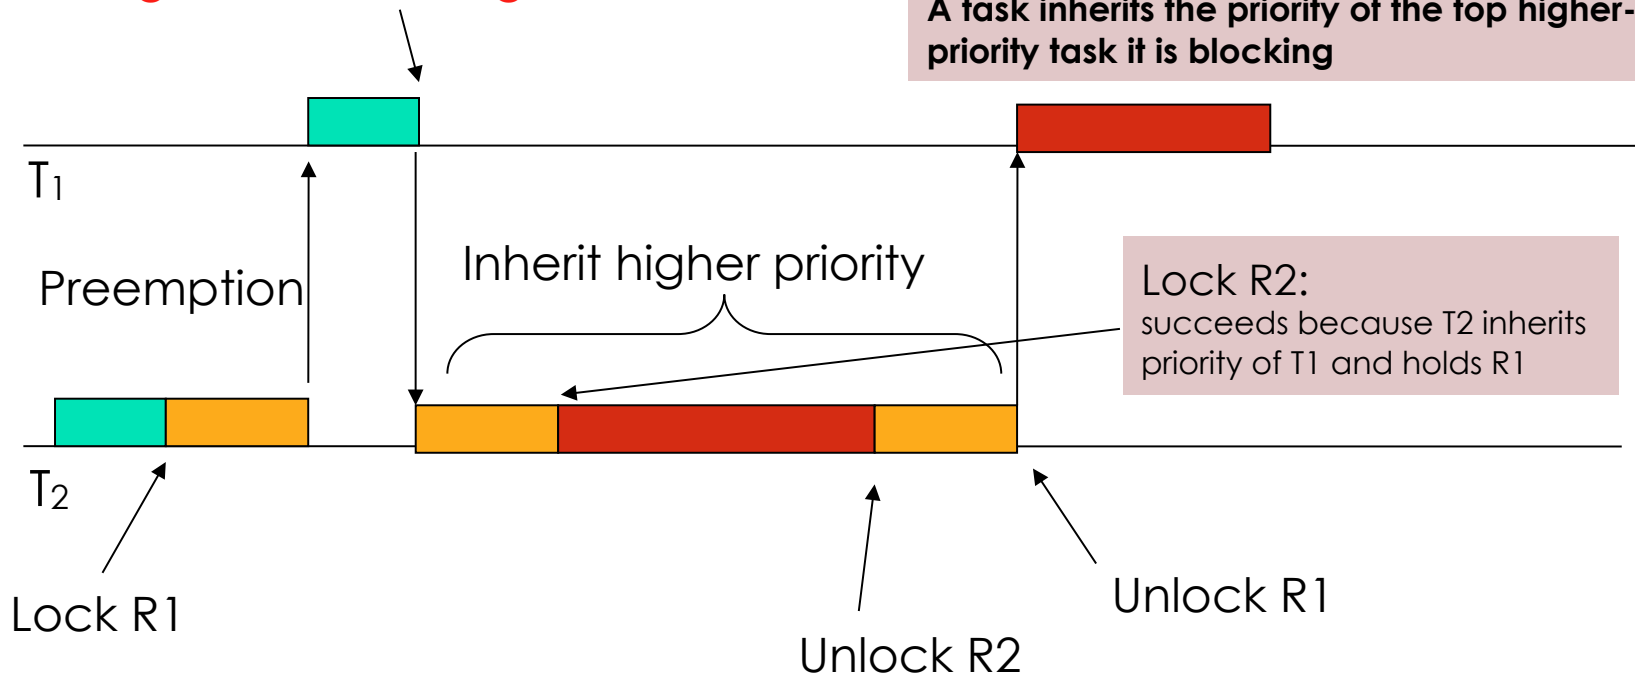 A task inherits the priority of the top higher-
priority task it is blocking
T1
Preemption
Inherit higher priority
Lock R2:
succeeds because T2 inherits
priority of T1 and holds R1
T2
Lock R1
Unlock R1
Unlock R2